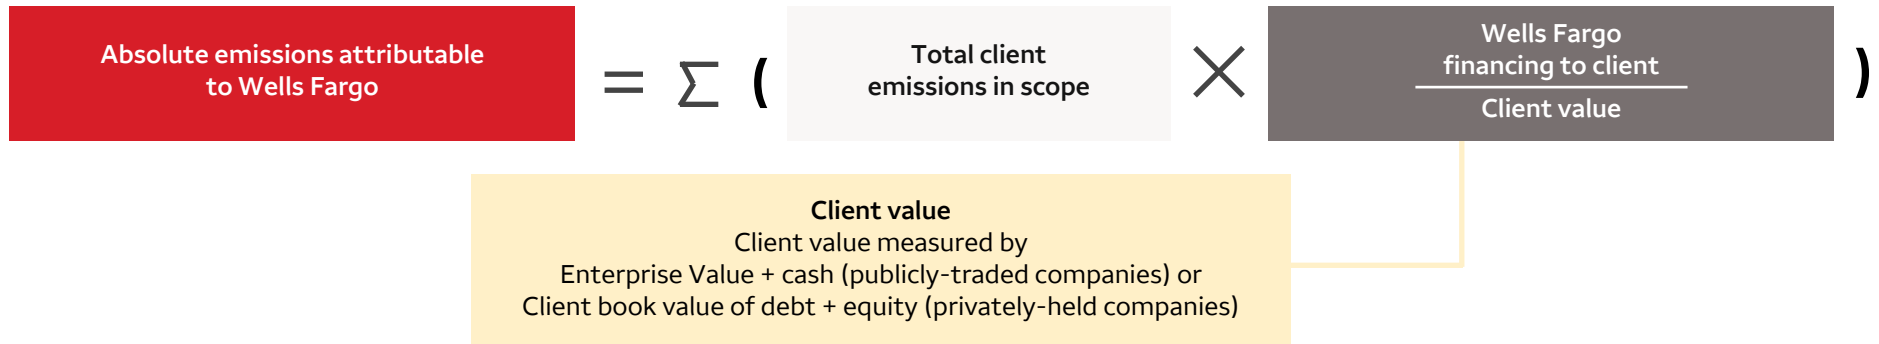 Absolute emissions attributable
to Wells Fargo
= ∑ (
Total client
emissions in scope
×
Wells Fargo
financing to client
Client value
)
Client value
Client value measured by
Enterprise Value + cash (publicly-traded companies) or
Client book value of debt + equity (privately-held companies)